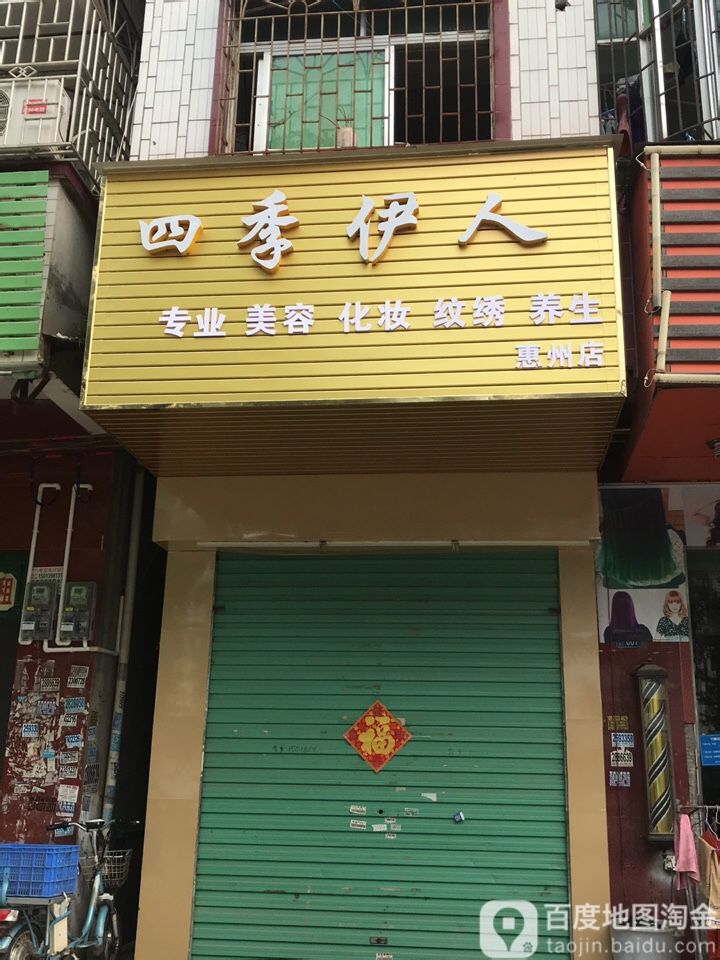 四季伊人
专业 美容 化妆 纹绣 养生
惠州店
福
百度地图淘金
taojin.baidu.com